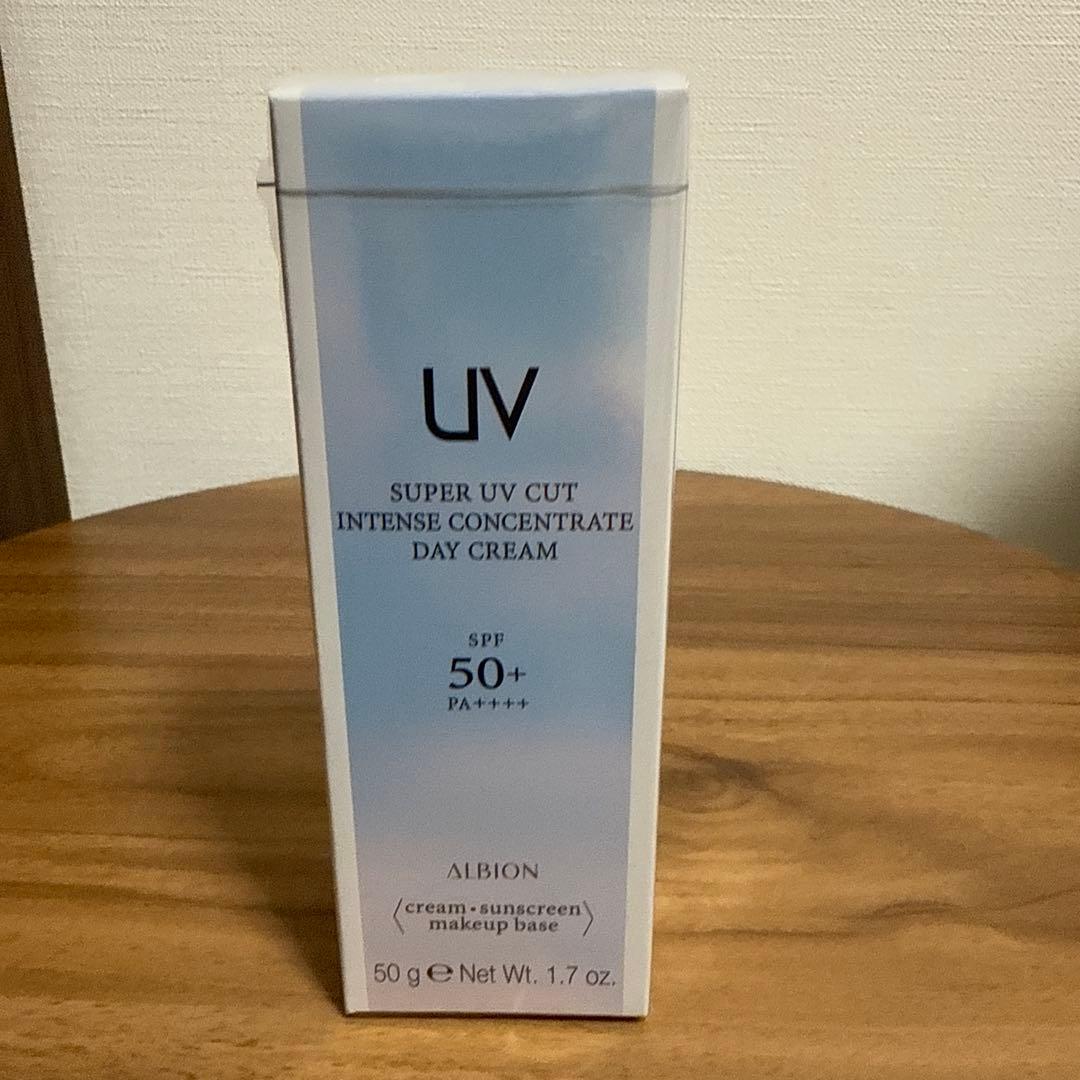 UV
SUPER UV CUT
INTENSE CONCENTRATE
DAY CREAM
SPF
50+
PA++++
ALBION
〈cream・sunscreen
makeup base〉
50 g ℮ Net Wt. 1.7 oz.